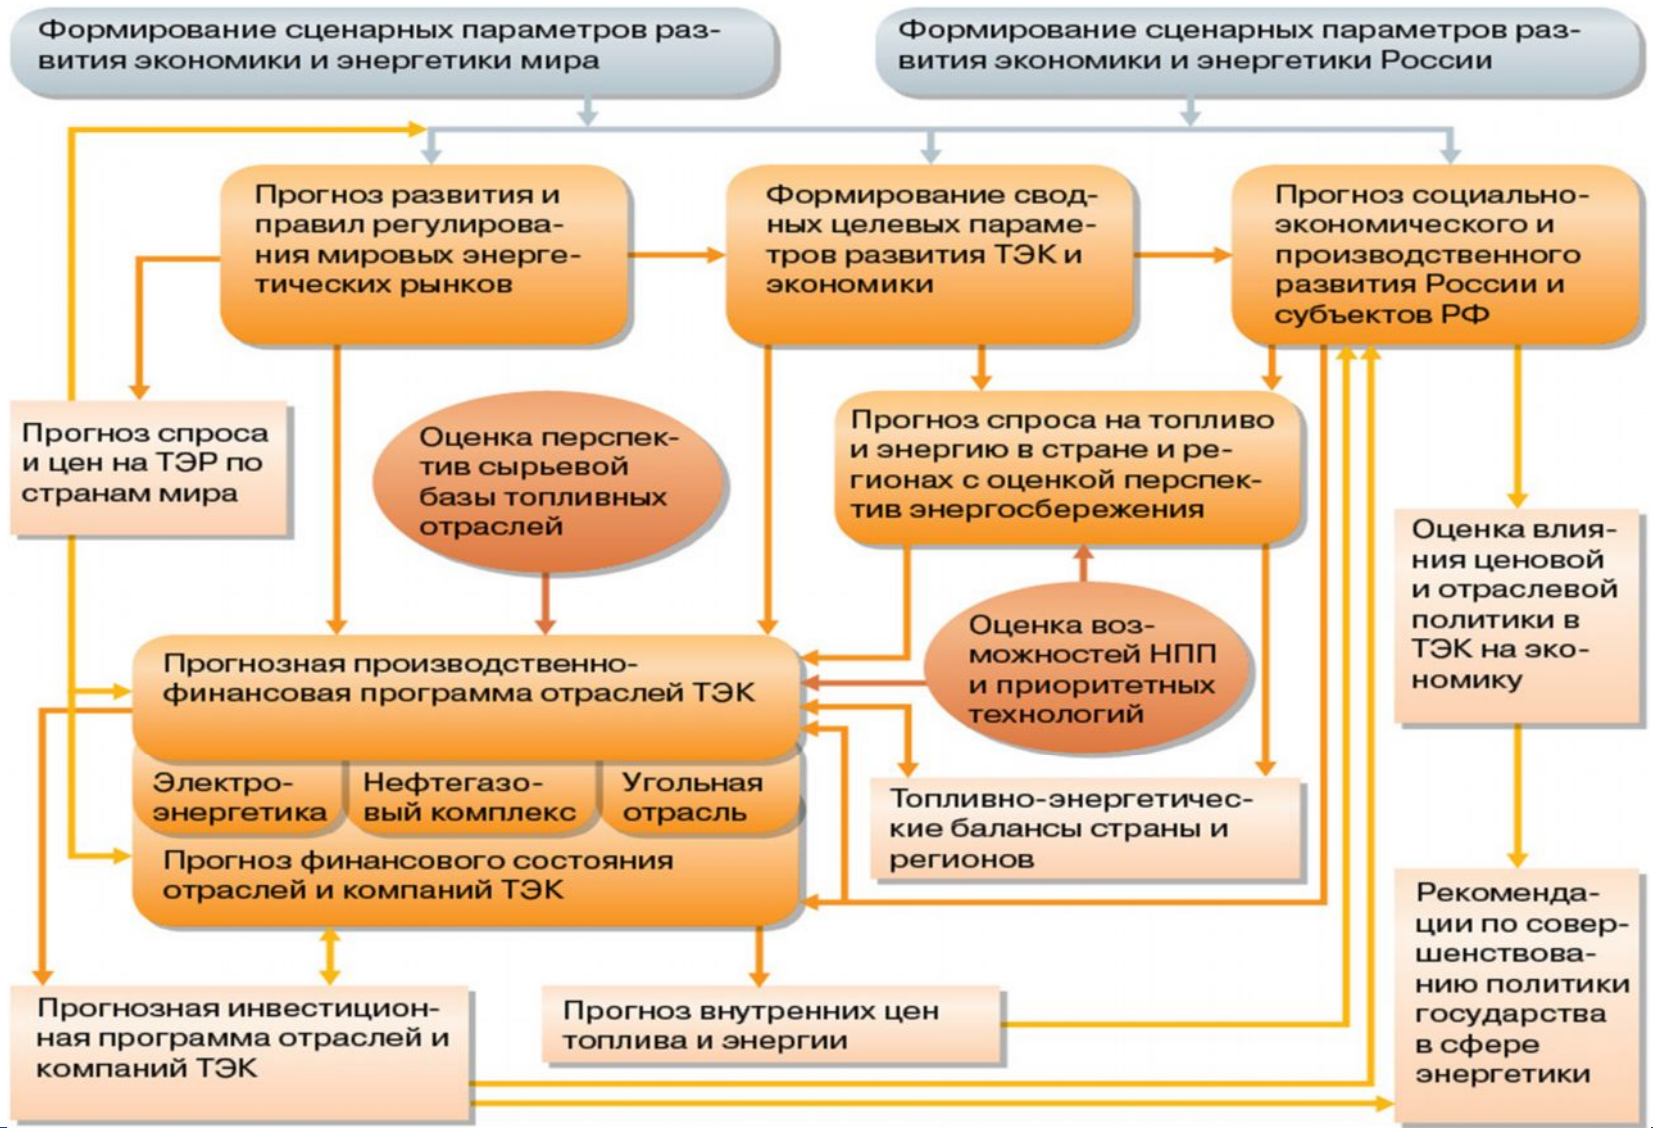 Формирование сценарных параметров раз-
вития экономики и энергетики мира
Формирование сценарных параметров раз-
вития экономики и энергетики России
Прогноз развития и
правил регулирова-
ния мировых энерге-
тических рынков
Формирование свод-
ных целевых параме-
тров развития ТЭК и
экономики
Прогноз социально-
экономического и
производственного
развития России и
субъектов РФ
Прогноз спроса
и цен на ТЭР по
странам мира
Оценка перспек-
тив сырьевой
базы топливных
отраслей
Прогноз спроса на топливо
и энергию в стране и ре-
гионах с оценкой перспек-
тив энергосбережения
Оценка влия-
ния ценовой
и отраслевой
политики в
ТЭК на эко-
номику
Оценка воз-
можностей НПП
и приоритетных
технологий
Прогнозная производственно-
финансовая программа отраслей ТЭК
Электро-
энергетика
Нефтегазо-
вый комплекс
Угольная
отрасль
Прогноз финансового состояния
отраслей и компаний ТЭК
Топливно-энергетичес-
кие балансы страны и
регионов
Рекоменда-
ции по совер-
шенствова-
нию политики
государства
в сфере
энергетики
Прогнозная инвестицион-
ная программа отраслей и
компаний ТЭК
Прогноз внутренних цен
топлива и энергии